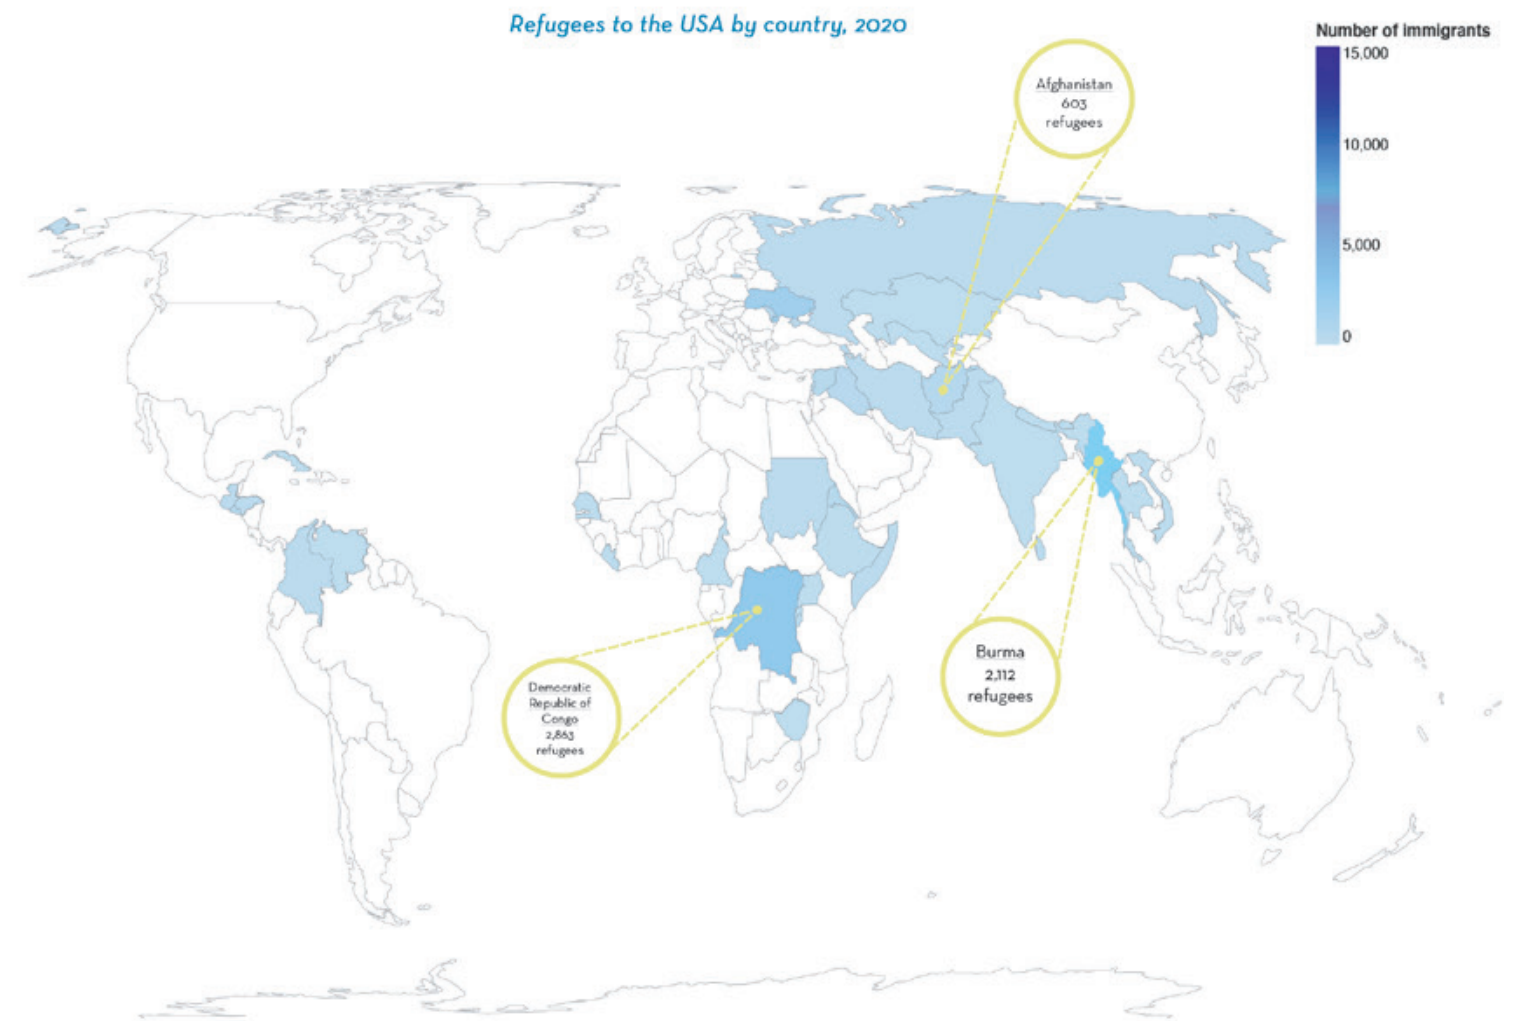 Refugees to the USA by country, 2020
Number of immigrants
15,000
10,000
5,000
0
Afghanistan
603
refugees
Burma
2,112
refugees
Democratic
Republic of
Congo
2,863
refugees